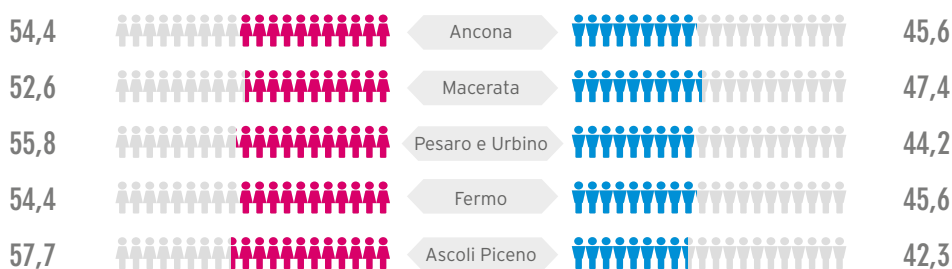 54,4 Ancona 45,6
52,6 Macerata 47,4
55,8 Pesaro e Urbino 44,2
54,4 Fermo 45,6
57,7 Ascoli Piceno 42,3